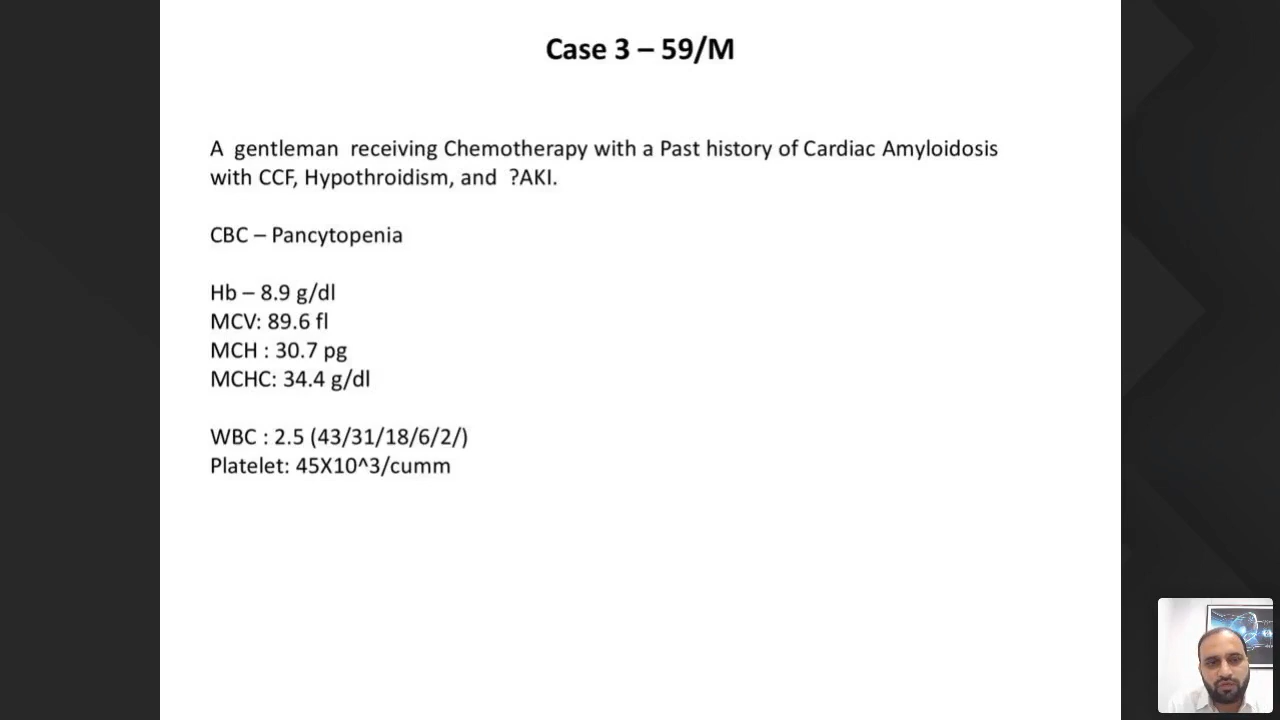 Case 3 – 59/M
A gentleman receiving Chemotherapy with a Past history of Cardiac Amyloidosis
with CCF, Hypothroidism, and ?AKI.
CBC – Pancytopenia
Hb – 8.9 g/dl
MCV: 89.6 fl
MCH : 30.7 pg
MCHC: 34.4 g/dl
WBC : 2.5 (43/31/18/6/2/)
Platelet: 45X10^3/cumm